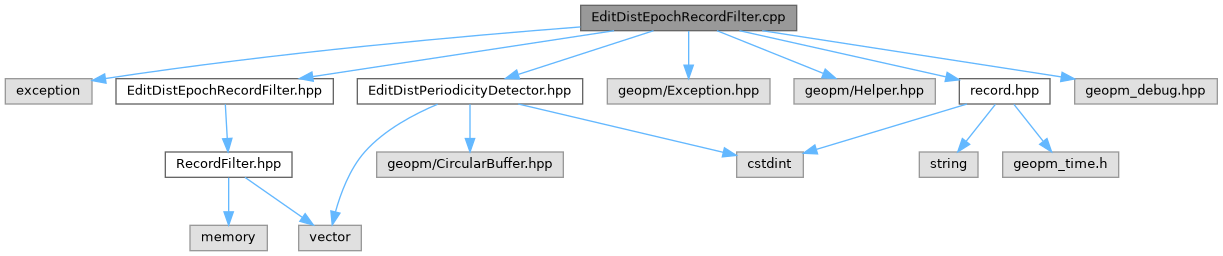 EditDistEpochRecordFilter.cpp
exception
EditDistEpochRecordFilter.hpp
EditDistPeriodicityDetector.hpp
geopm/Exception.hpp
geopm/Helper.hpp
record.hpp
geopm_debug.hpp
RecordFilter.hpp
geopm/CircularBuffer.hpp
cstdint
string
geopm_time.h
memory
vector